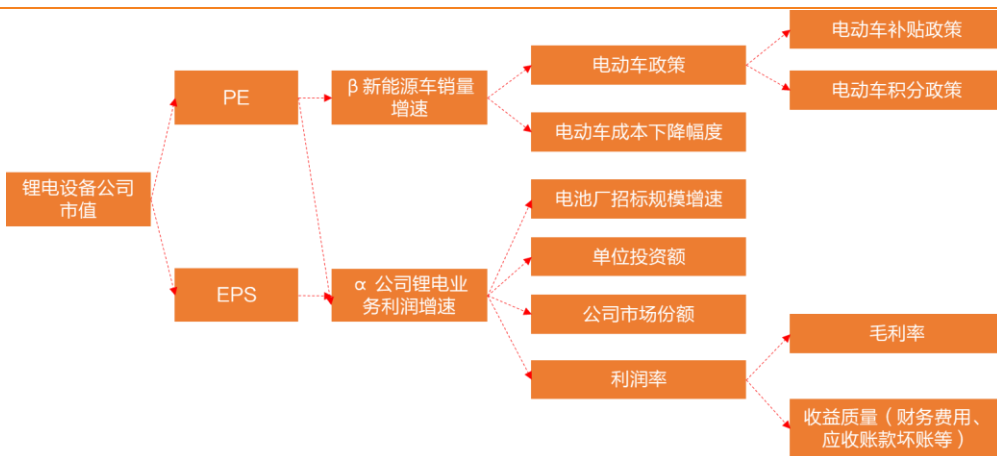 锂电设备公司
市值
PE
EPS
β新能源车销量
增速
α 公司锂电业
务利润增速
电动车政策
电动车成本下降幅度
电池厂招标规模增速
单位投资额
公司市场份额
利润率
电动车补贴政策
电动车积分政策
毛利率
收益质量（财务费用、
应收账款坏账等）